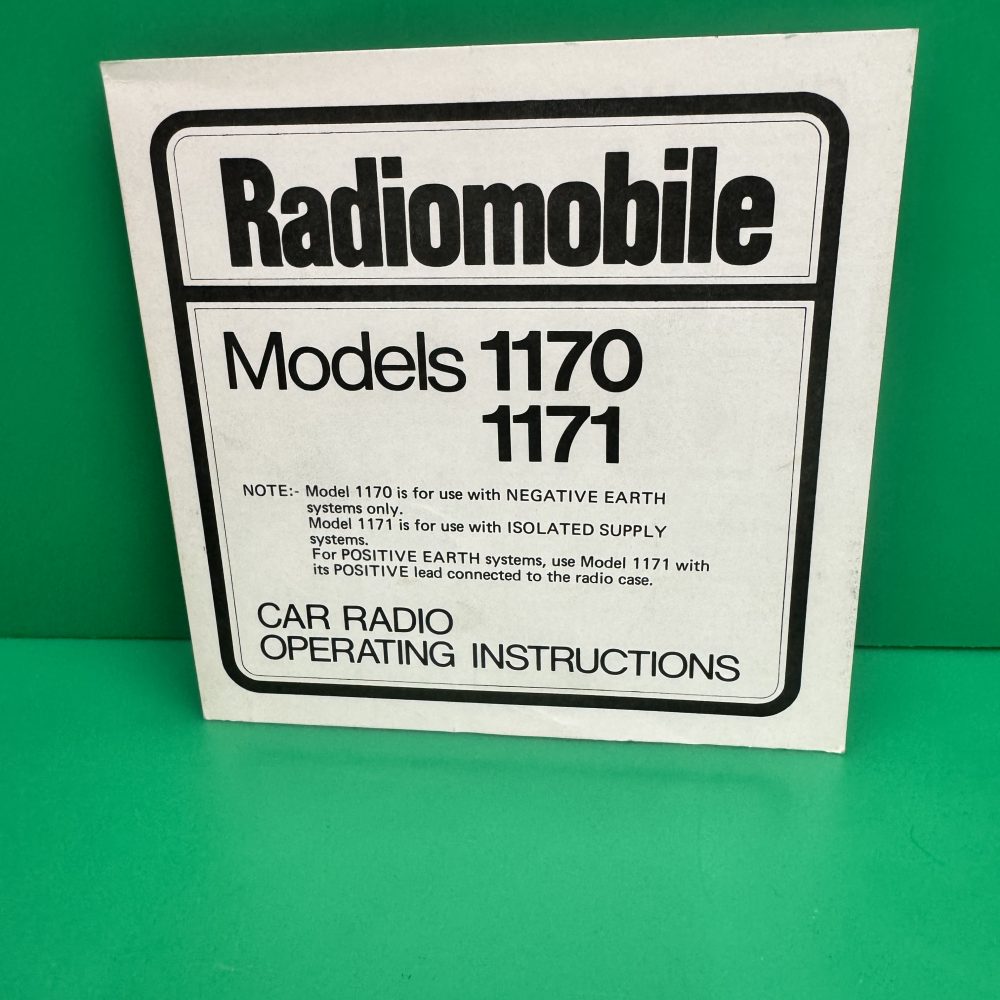 Radiomobile
Models 1170
1171
NOTE:- Model 1170 is for use with NEGATIVE EARTH
systems only.
Model 1171 is for use with ISOLATED SUPPLY
systems.
For POSITIVE EARTH systems, use Model 1171 with
its POSITIVE lead connected to the radio case.
CAR RADIO
OPERATING INSTRUCTIONS